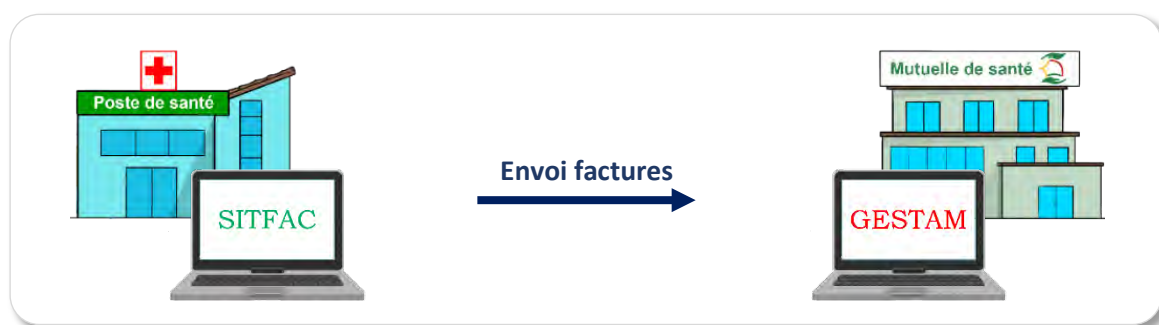 Poste de santé
SITFAC
Envoi factures
Mutuelle de santé
GESTAM